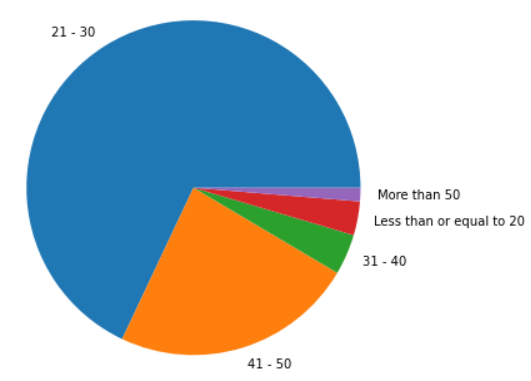 21 - 30
More than 50
Less than or equal to 20
31 - 40
41 - 50